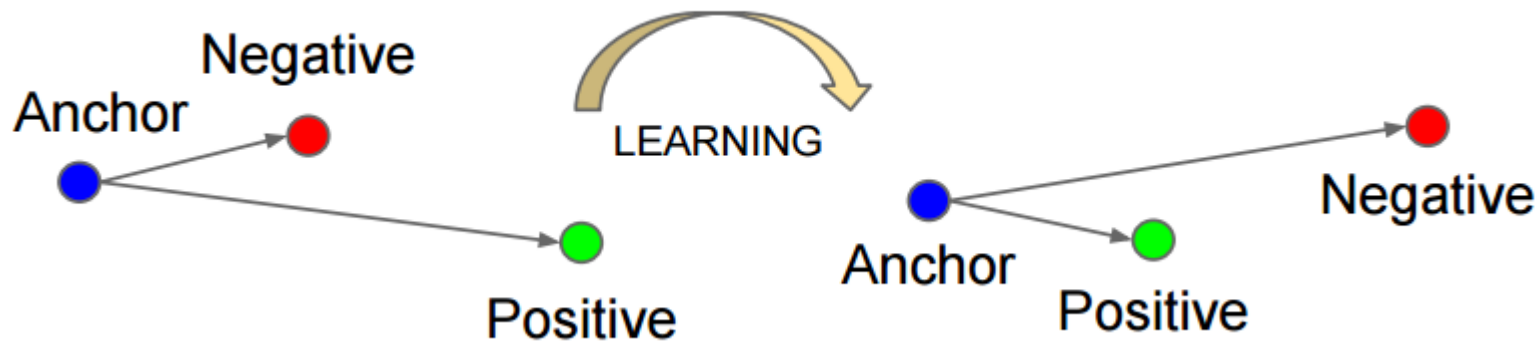 Negative
Anchor
Positive
LEARNING
Negative
Anchor
Positive